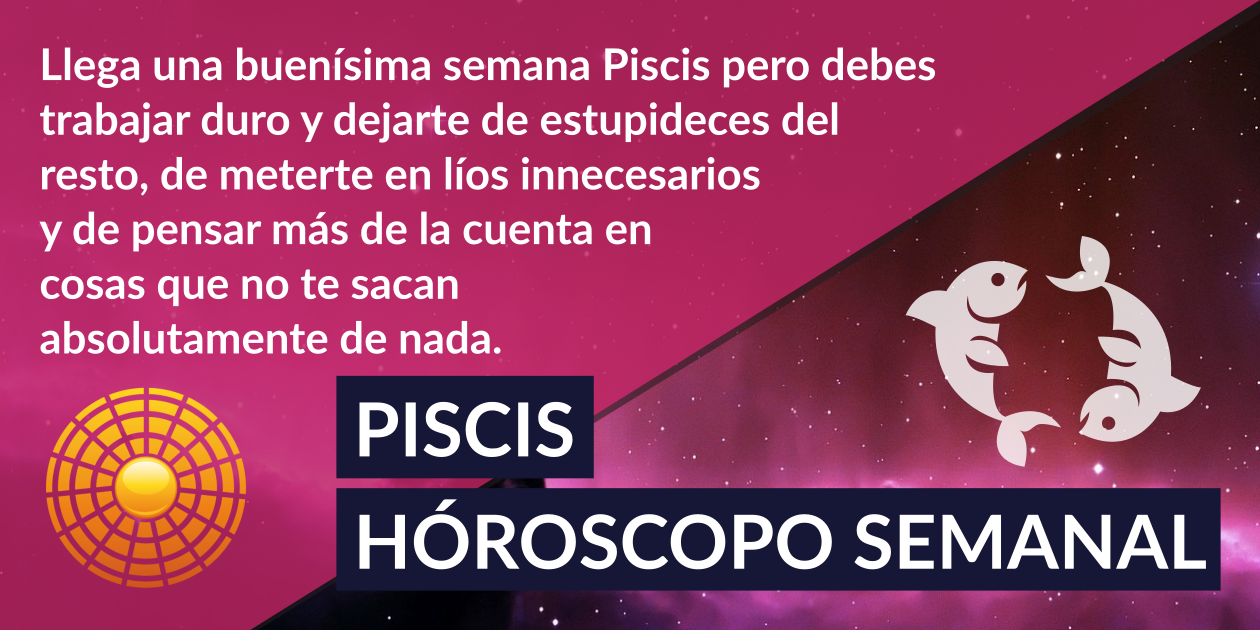 Llega una buenísima semana Piscis pero debes
trabajar duro y dejarte de estupideces del
resto, de meterte en líos innecesarios
y de pensar más de la cuenta en
cosas que no te sacan
absolutamente de nada.
PISCIS
HÓROSCOPO SEMANAL